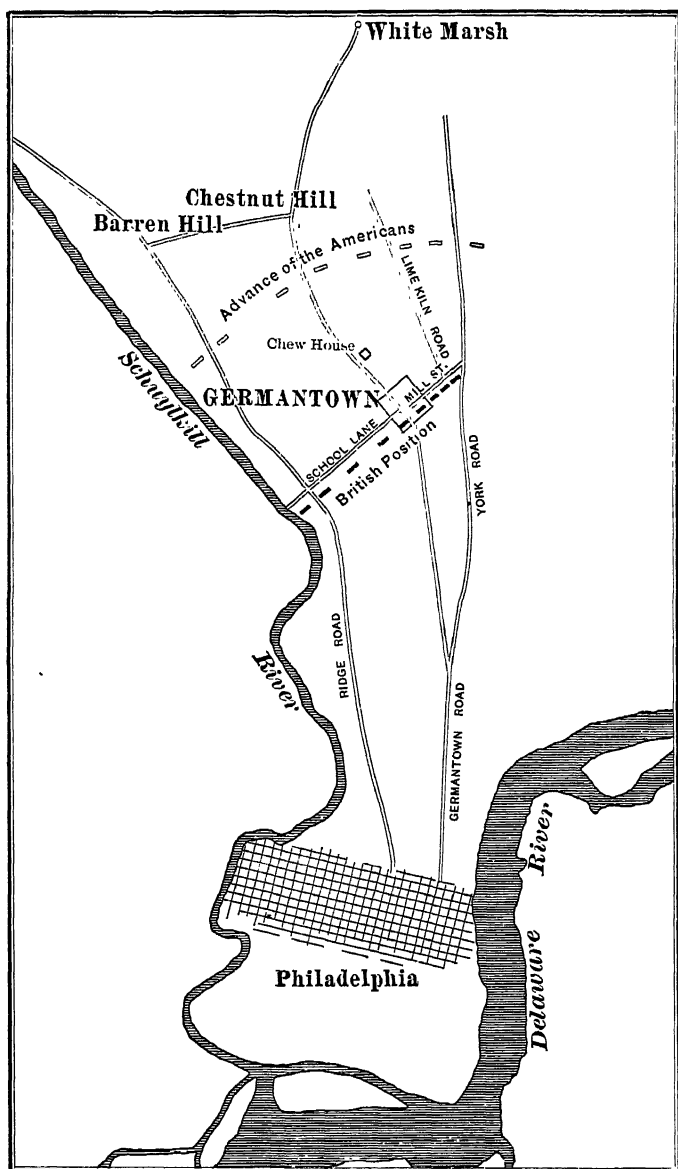 White Marsh
Chestnut Hill
Barren Hill
Advance of the Americans
LIME KILN ROAD
Chew House
Schuylkill
GERMANTOWN
MILL ST.
SCHOOL LANE
British Position
YORK ROAD
River
RIDGE ROAD
GERMANTOWN ROAD
River
Delaware
Philadelphia